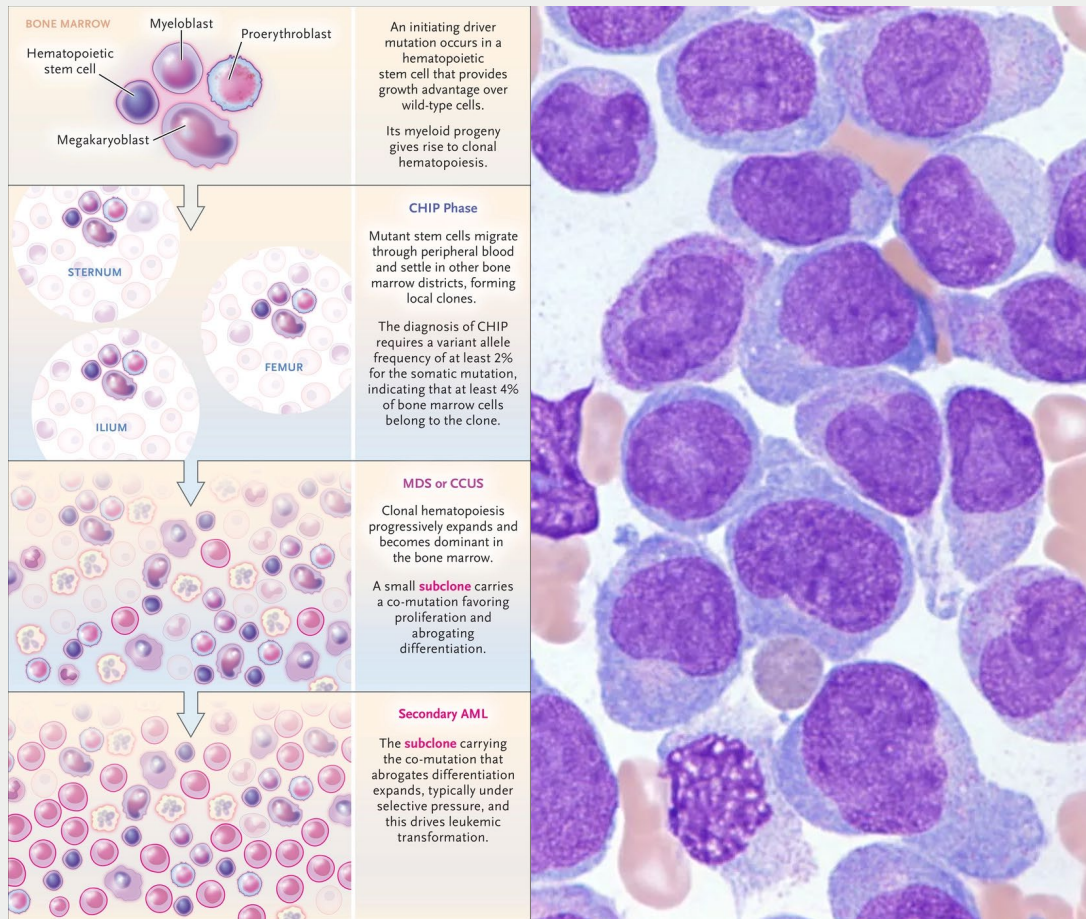 BONE MARROW
Myeloblast
Proerythroblast
Hematopoietic
stem cell
Megakaryoblast
An initiating driver
mutation occurs in a
hematopoietic
stem cell that provides
growth advantage over
wild-type cells.
Its myeloid progeny
gives rise to clonal
hematopoiesis.
STERNUM
FEMUR
ILIUM
CHIP Phase
Mutant stem cells migrate
through peripheral blood
and settle in other bone
marrow districts, forming
local clones.
The diagnosis of CHIP
requires a variant allele
frequency of at least 2%
for the somatic mutation,
indicating that at least 4%
of bone marrow cells
belong to the clone.
MDS or CCUS
Clonal hematopoiesis
progressively expands and
becomes dominant in
the bone marrow.
A small subclone carries
a co-mutation favoring
proliferation and
abrogating
differentiation.
Secondary AML
The subclone carrying
the co-mutation that
abrogates differentiation
expands, typically under
selective pressure, and
this drives leukemic
transformation.